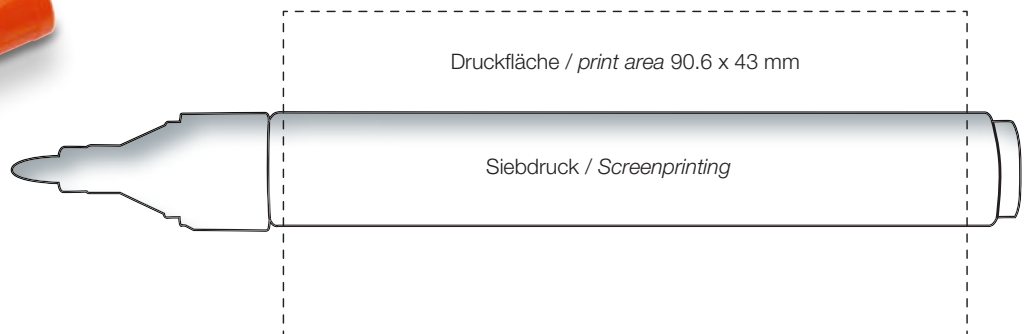 Druckfläche / print area 90.6 x 43 mm
Siebdruck / Screenprinting